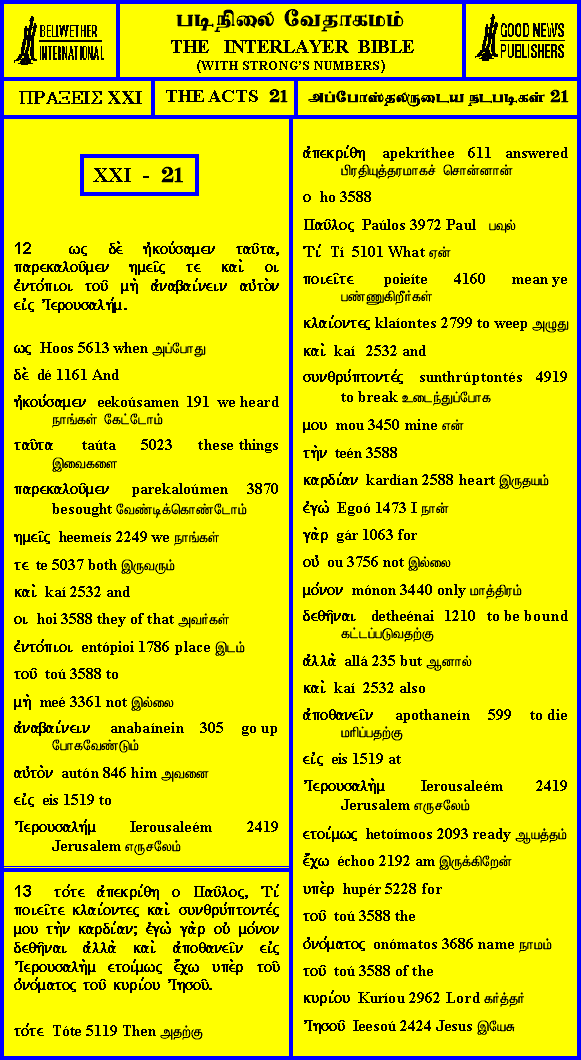 BELIWETHER
INTERNATIONAL
படிநிலை வேதாகமம்
THE INTERLAYER BIBLE
(WITH STRONG'S NUMBERS)
GOOD NEWS
PUBLISHERS
ΠΡΑΞΕΙΣ XXI
THE ACTS 21
அப்போஸ்தலருடைய நடபடிகள் 21
XXI - 21
12 ως δὲ ἠκούσαμεν ταῦτα,
παρεκαλοῦμεν ημεῖς τε καὶ οι
ἐντόπιοι τοῦ μὴ ἀναβαίνειν αὐτὸν
εἰς Ἰερουσαλήμ.
ως Hoos 5613 when அப்போது
δὲ dé 1161 And
ἠκούσαμεν eekoúsamen 191 we heard
நாங்கள் கேட்டோம்
ταῦτα taúta 5023 these things
இவைகளை
παρεκαλοῦμεν parekaloúmen 3870
besought வேண்டிக்கொண்டோம்
ημεῖς heemeís 2249 we நாங்கள்
τε te 5037 both இருவரும்
καὶ kaí 2532 and
οι hoi 3588 they of that அவர்கள்
ἐντόπιοι entópioi 1786 place இடம்
τοῦ toú 3588 to
μὴ meé 3361 not இல்லை
ἀναβαίνειν anabaínein 305 go up
போகவேண்டும்
αὐτὸν autón 846 him அவனை
εἰς eis 1519 to
Ἰερουσαλήμ Ierousaleém 2419
Jerusalem எருசலேம்
13 τότε ἀπεκρίθη ο Παῦλος, Τί
ποιεῖτε κλαίοντες καὶ συνθρύπτοντές
μου τὴν καρδίαν; ἐγὼ γὰρ οὐ μόνον
δεθῆναι ἀλλὰ καὶ ἀποθανεῖν εἰς
Ἰερουσαλὴμ ετοίμως ἔχω υπὲρ τοῦ
ὀνόματος τοῦ κυρίου Ἰησοῦ.
τότε Tóte 5119 Then அதற்கு
ἀπεκρίθη apekríthee 611 answered
பிரதியுத்தரமாகச் சொன்னான்
ο ho 3588
Παῦλος Paúlos 3972 Paul பவுல்
Τί Tí 5101 What ஏன்
ποιεῖτε poieíte 4160 mean ye
பண்ணுகிறீர்கள்
κλαίοντες klaíontes 2799 to weep அழுது
καὶ kaí 2532 and
συνθρύπτοντές sunthrúptontés 4919
to break உடைந்துப்போக
μου mou 3450 mine என்
τὴν teén 3588
καρδίαν kardían 2588 heart இருதயம்
ἐγὼ Egoó 1473 I நான்
γὰρ gár 1063 for
οὐ ou 3756 not இல்லை
μόνον mónon 3440 only மாத்திரம்
δεθῆναι detheénai 1210 to be bound
கட்டப்படுவதற்கு
ἀλλὰ allá 235 but ஆனால்
καὶ kaí 2532 also
ἀποθανεῖν apothaneín 599 to die
மரிப்பதற்கு
εἰς eis 1519 at
Ἰερουσαλὴμ Ierousaleém 2419
Jerusalem எருசலேம்
ετοίμως hetoímoos 2093 ready ஆயத்தம்
ἔχω échoo 2192 am இருக்கிறேன்
υπὲρ hupér 5228 for
τοῦ toú 3588 the
ὀνόματος onómatos 3686 name நாமம்
τοῦ toú 3588 of the
κυρίου Kuríou 2962 Lord கர்த்தர்
Ἰησοῦ Ieesoú 2424 Jesus இயேசு